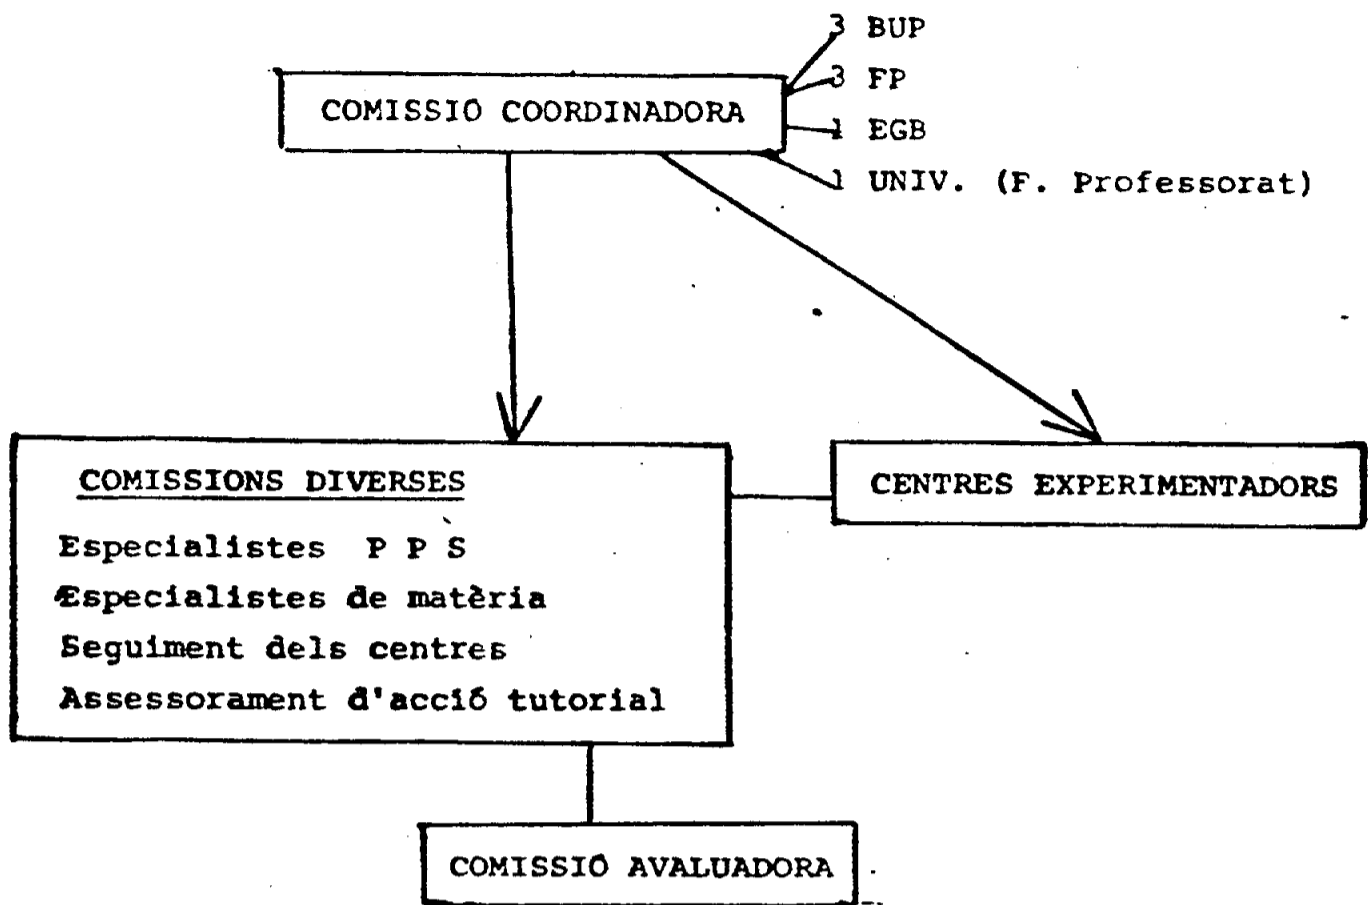 3 BUP
3 FP
COMISSIÓ COORDINADORA
1 EGB
1 UNIV. (F. Professorat)
COMISSIONS DIVERSES
CENTRES EXPERIMENTADORS
Especialistes P P S
Especialistes de matèria
Seguiment dels centres
Assessorament d'acció tutorial
COMISSIÓ AVALUADORA